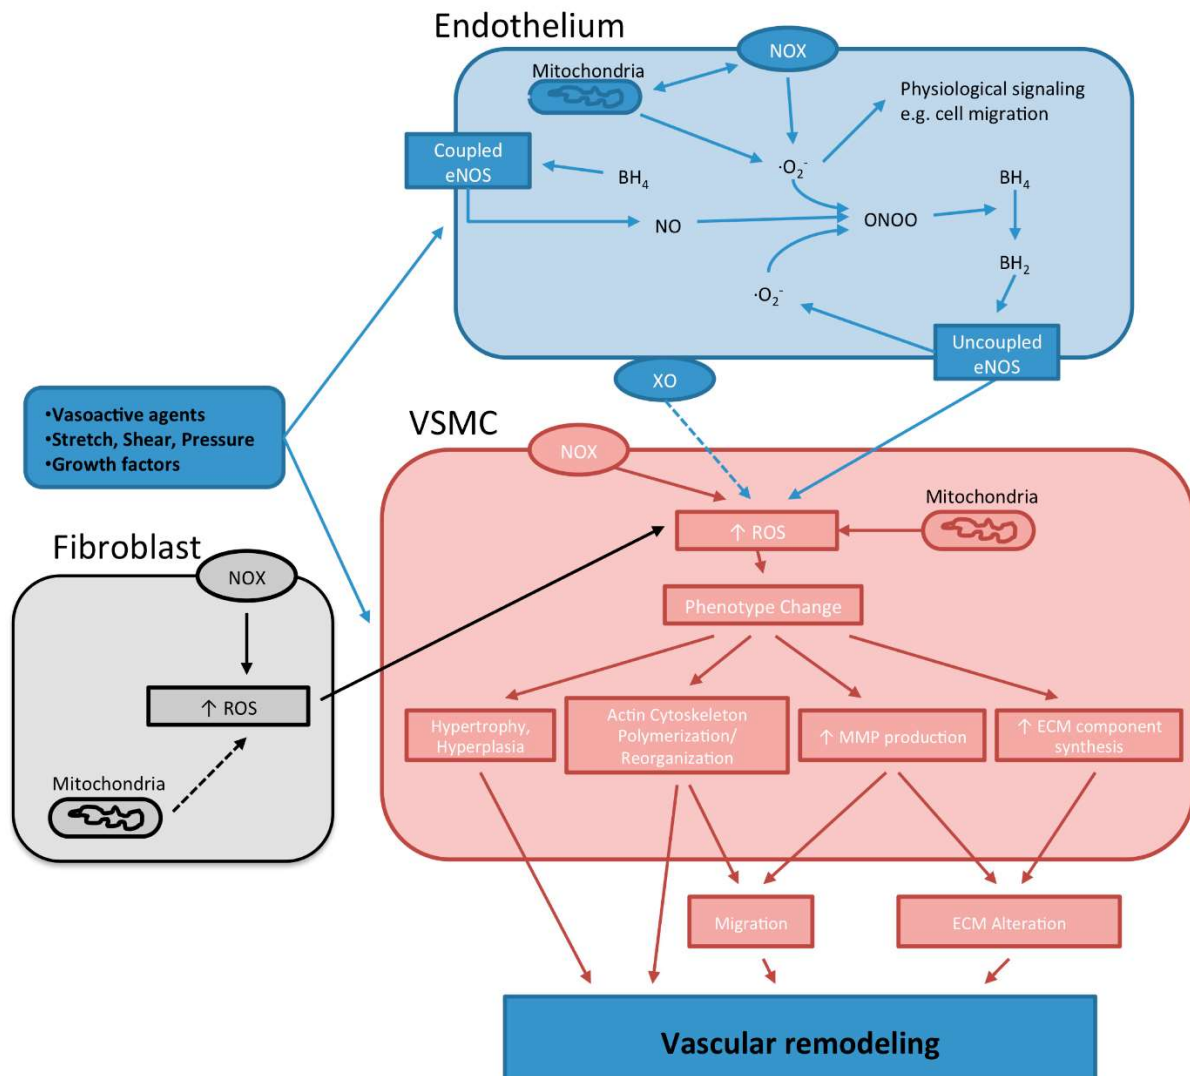 Endothelium
NOX
Mitochondria
Physiological signaling
e.g. cell migration
Coupled
eNOS
BH₄
·O₂⁻
BH₄
NO
ONOO
BH₂
·O₂⁻
Uncoupled
eNOS
XO
•Vasoactive agents
•Stretch, Shear, Pressure
•Growth factors
VSMC
NOX
Mitochondria
↑ ROS
Phenotype Change
Hypertrophy,
Hyperplasia
Actin Cytoskeleton
Polymerization/
Reorganization
↑ MMP production
↑ ECM component
synthesis
Fibroblast
NOX
↑ ROS
Mitochondria
Migration
ECM Alteration
Vascular remodeling